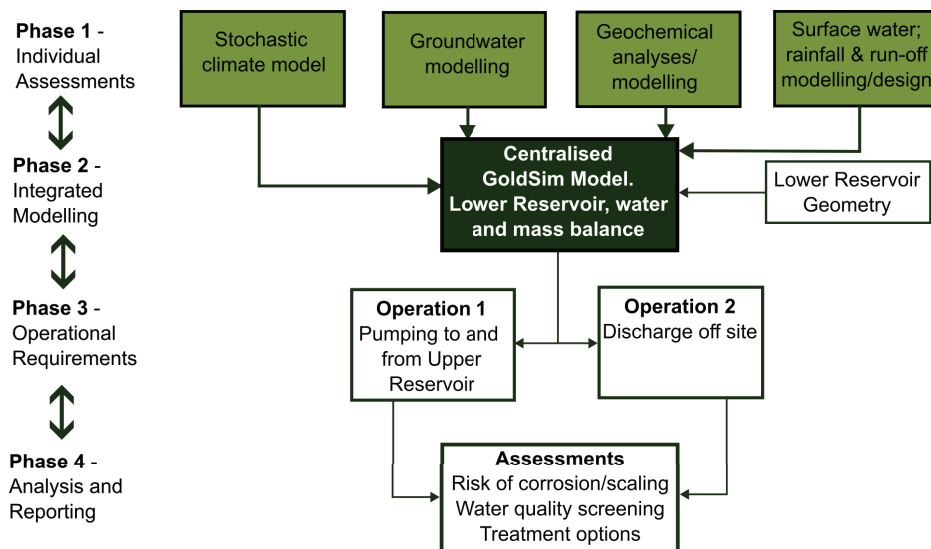 Phase 1 -
Individual
Assessments
Stochastic
climate model
Groundwater
modelling
Geochemical
analyses/
modelling
Surface water;
rainfall & run-off
modelling/design
Phase 2 -
Integrated
Modelling
Centralised
GoldSim Model.
Lower Reservoir, water
and mass balance
Lower Reservoir
Geometry
Phase 3 -
Operational
Requirements
Operation 1
Pumping to and
from Upper
Reservoir
Operation 2
Discharge off site
Phase 4 -
Analysis and
Reporting
Assessments
Risk of corrosion/scaling
Water quality screening
Treatment options